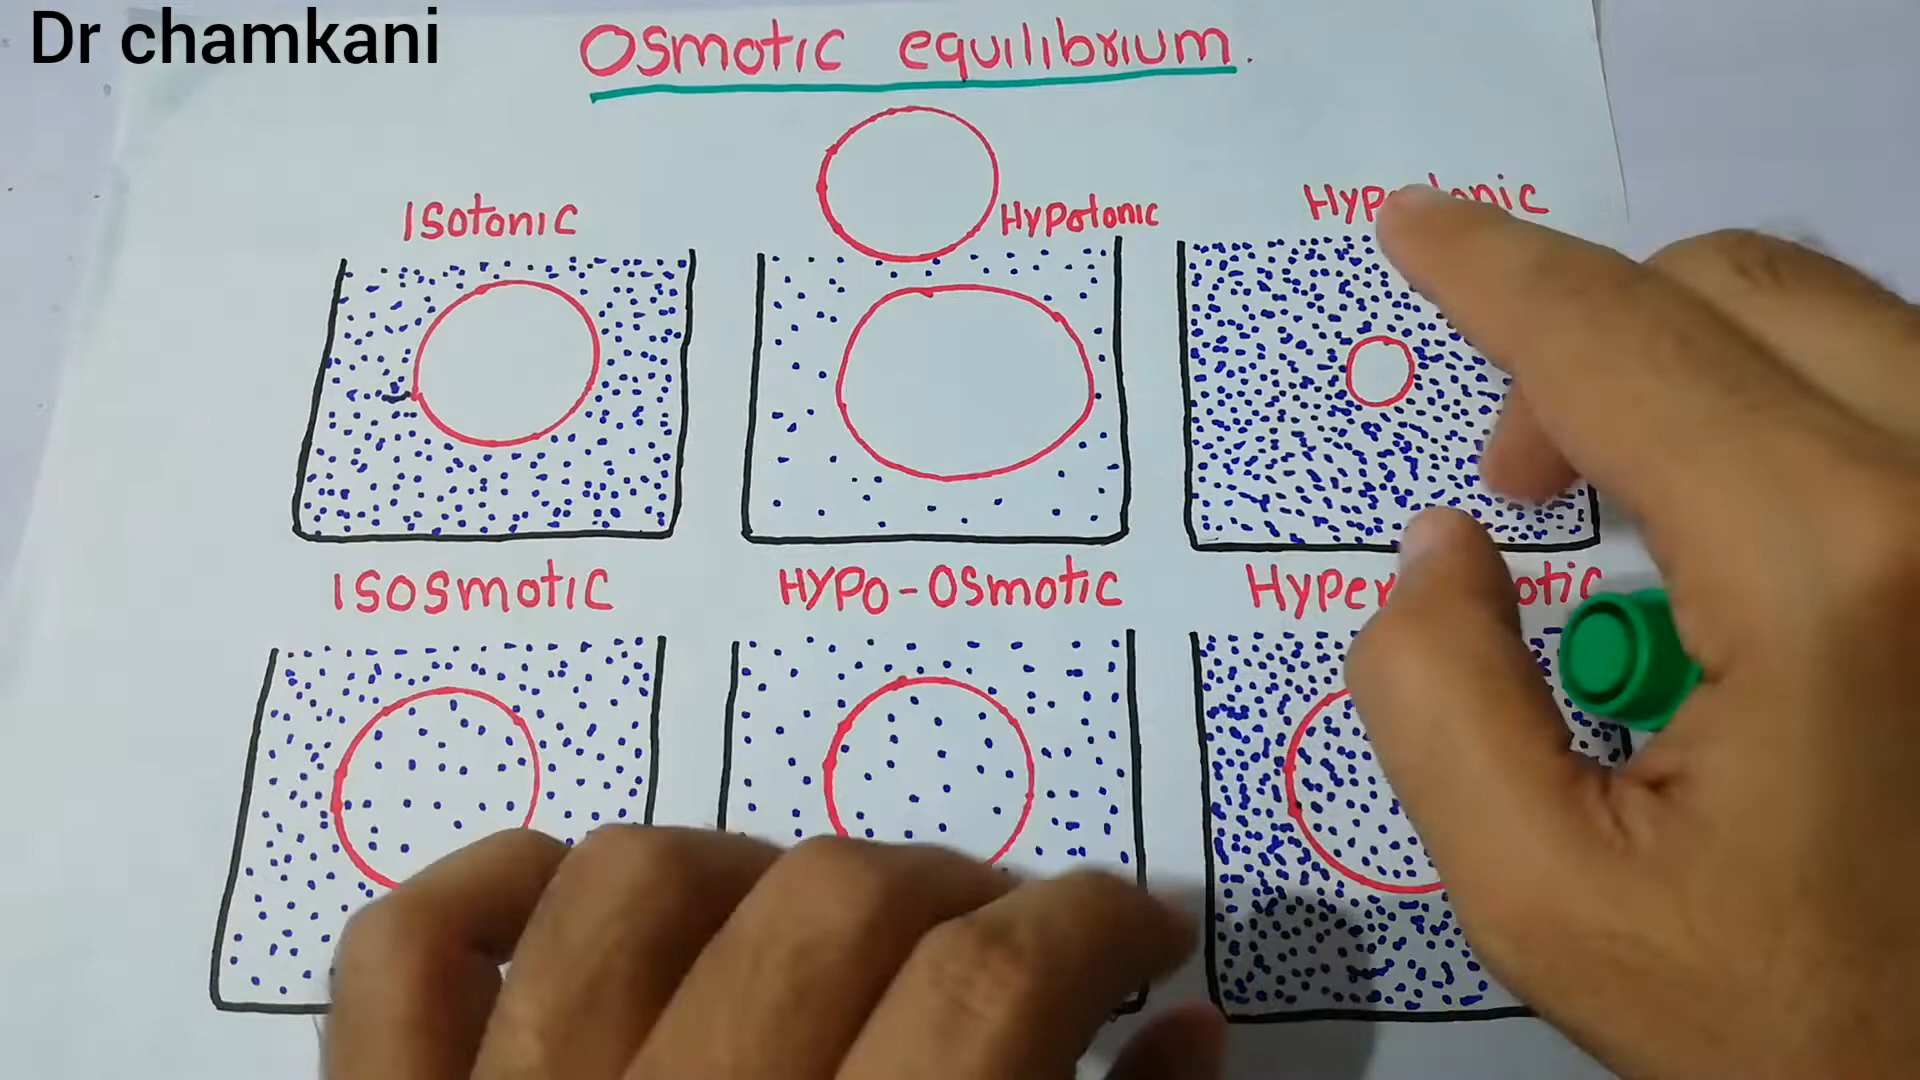 Dr chamkani
Osmotic equilibrium.
Isotonic
Hypotonic
Isosmotic
Hypo-Osmotic